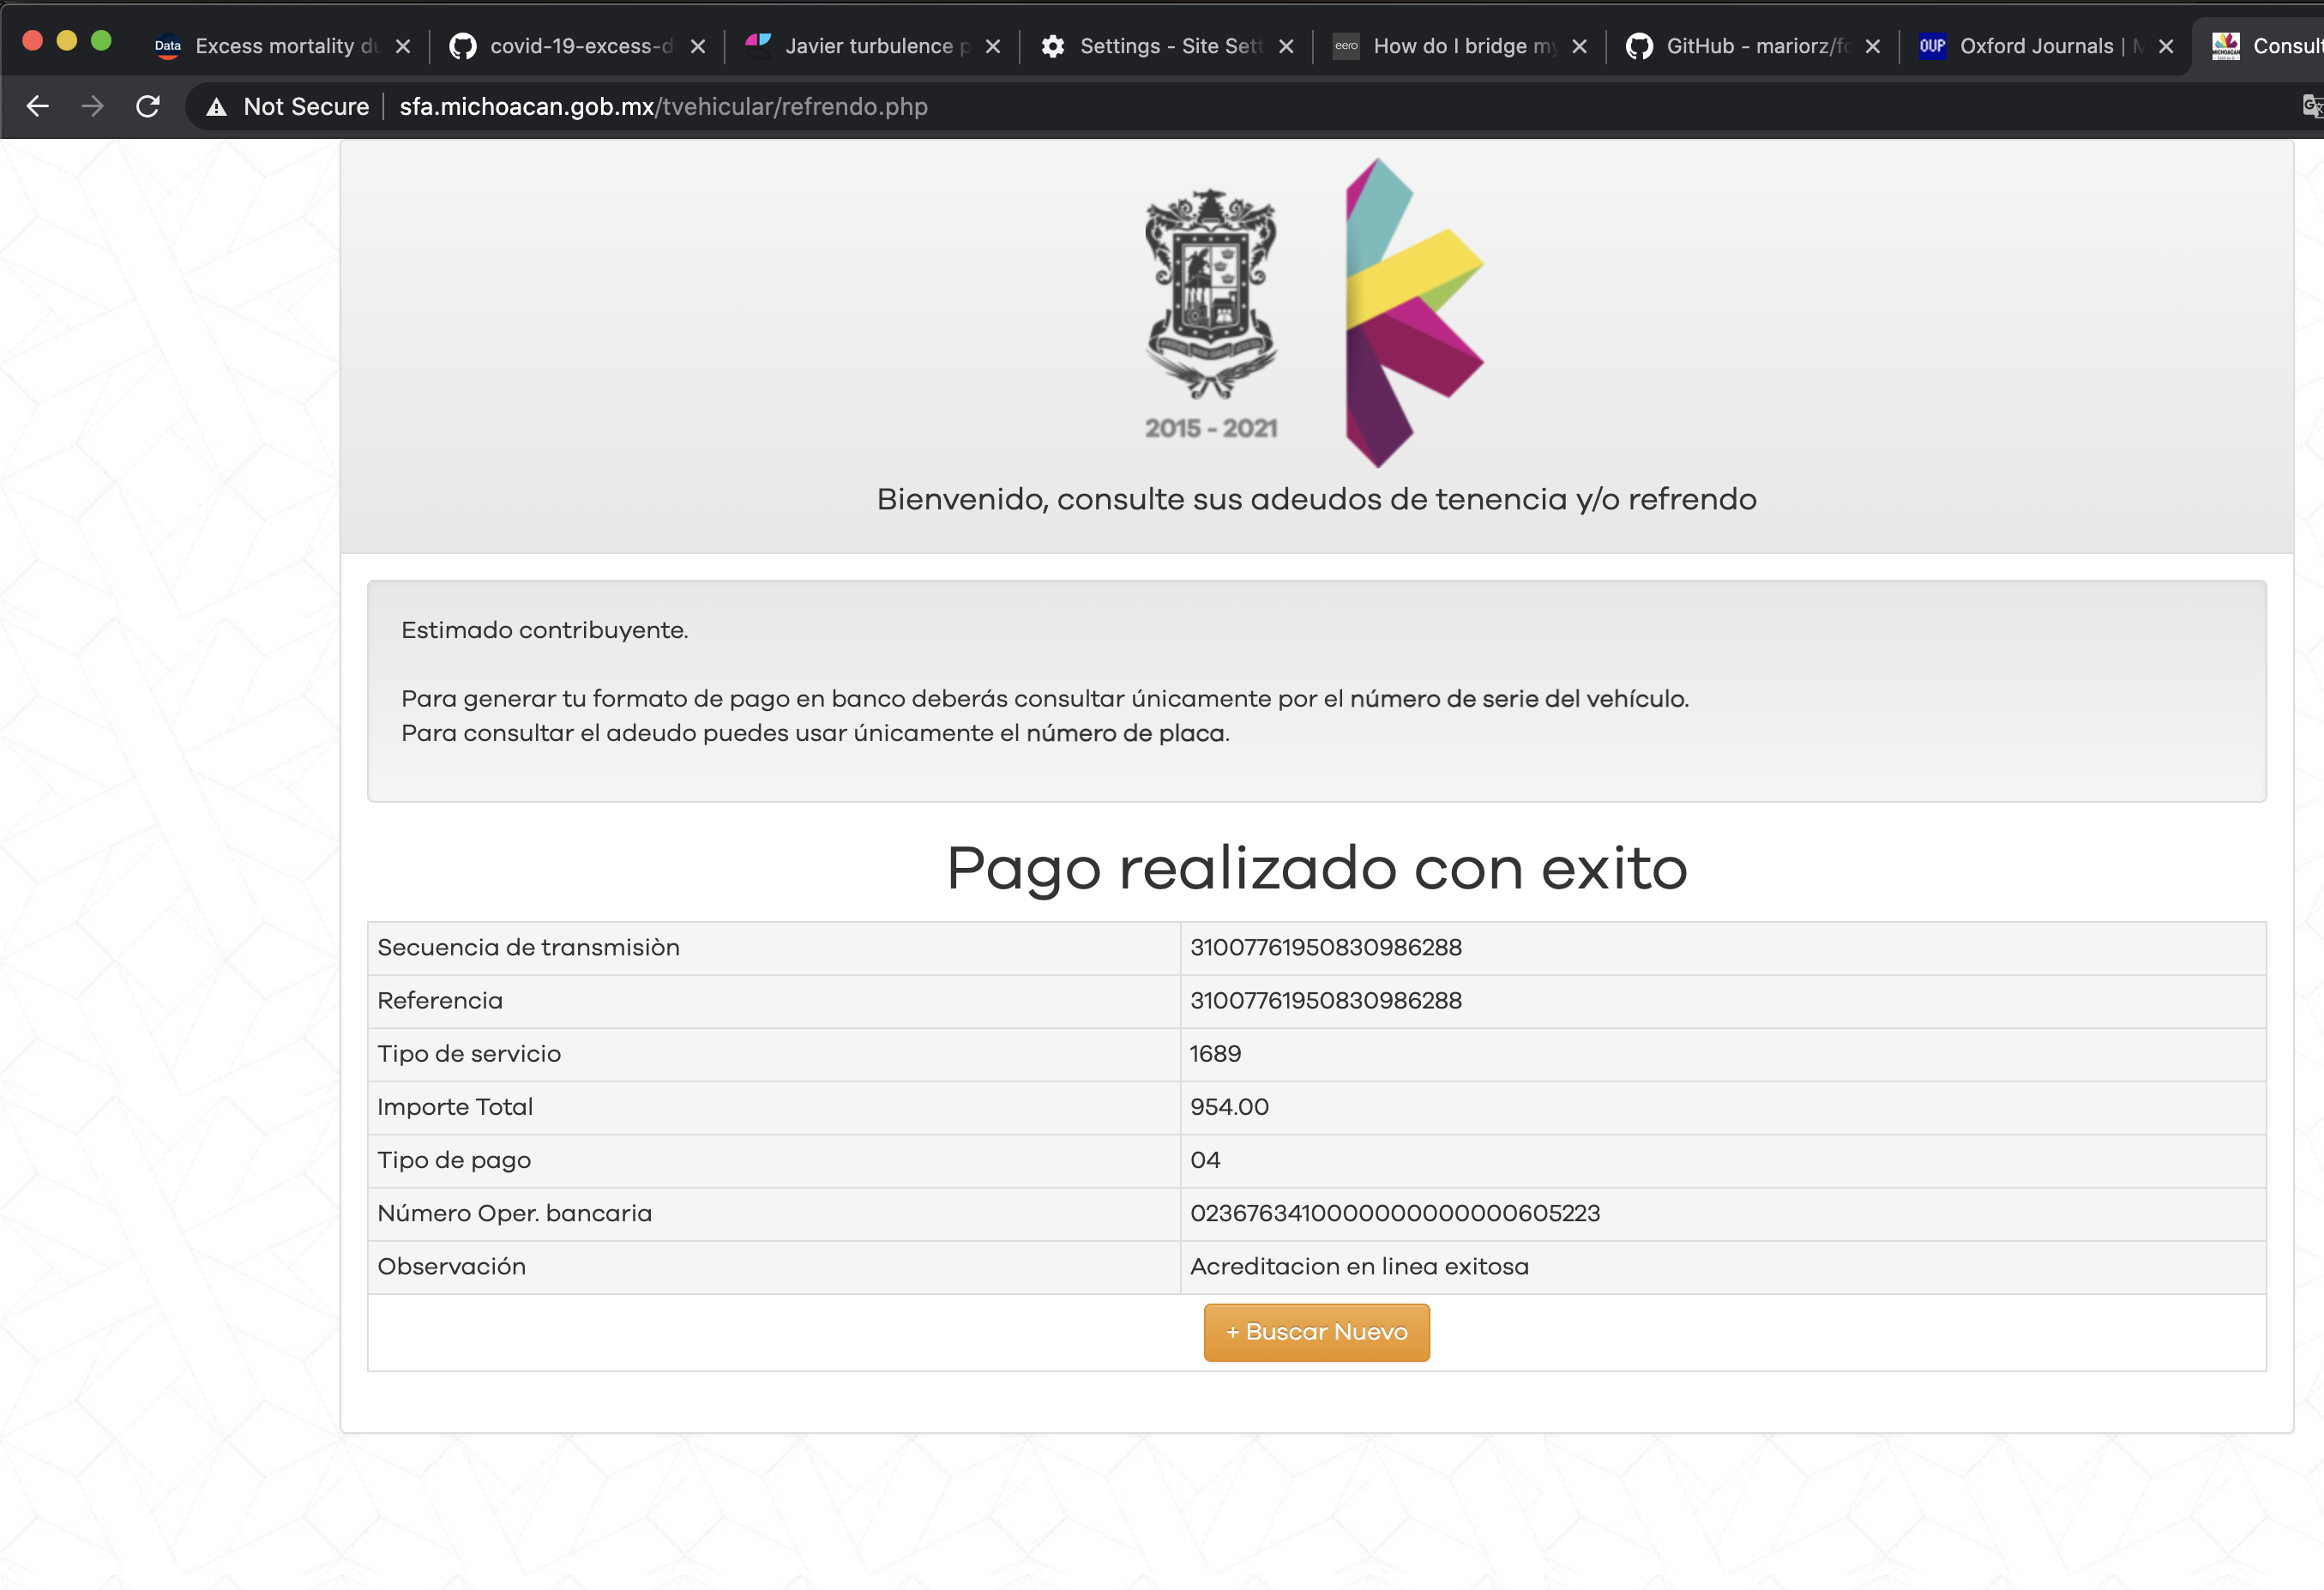 Data Excess mortality du
covid-19-excess-d
Javier turbulence p
Settings - Site Sett
eero How do I bridge my
GitHub - mariorz/fo
OUP Oxford Journals | M
Consult
Not Secure sfa.michoacan.gob.mx/tvehicular/refrendo.php
2015 - 2021
Bienvenido, consulte sus adeudos de tenencia y/o refrendo
Estimado contribuyente.
Para generar tu formato de pago en banco deberás consultar únicamente por el número de serie del vehículo.
Para consultar el adeudo puedes usar únicamente el número de placa.
Pago realizado con exito
Secuencia de transmisiòn 31007761950830986288
Referencia 31007761950830986288
Tipo de servicio 1689
Importe Total 954.00
Tipo de pago 04
Número Oper. bancaria 0236763410000000000000605223
Observación Acreditacion en linea exitosa
+ Buscar Nuevo